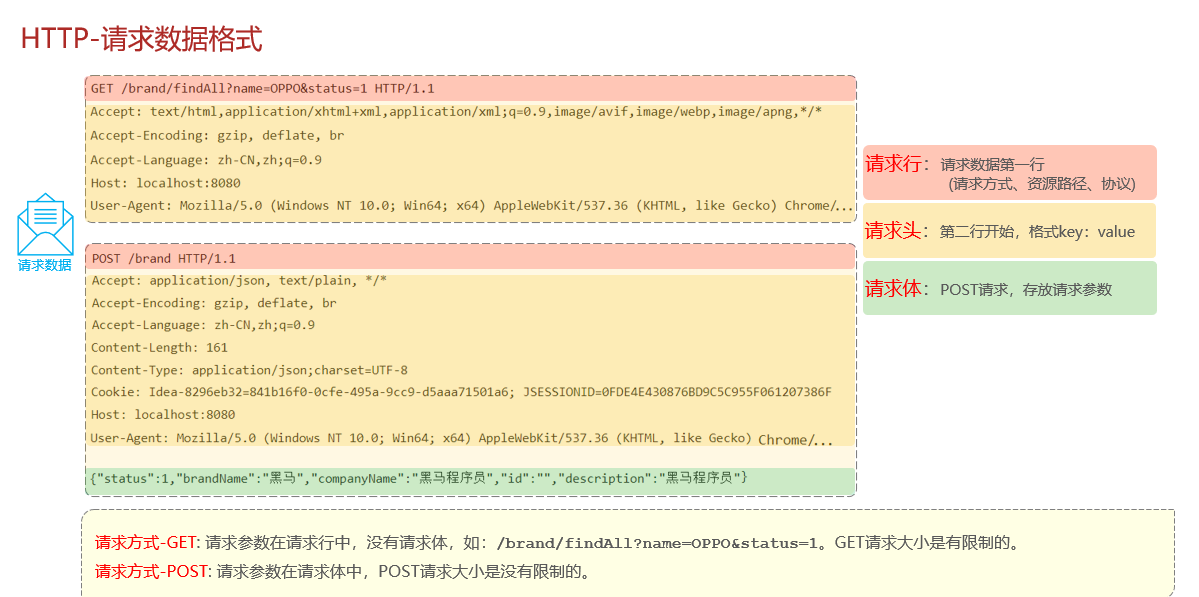 HTTP-请求数据格式
GET /brand/findAll?name=OPPO&status=1 HTTP/1.1
Accept: text/html,application/xhtml+xml,application/xml;q=0.9,image/avif,image/webp,image/apng,*/*
Accept-Encoding: gzip, deflate, br
Accept-Language: zh-CN,zh;q=0.9
Host: localhost:8080
User-Agent: Mozilla/5.0 (Windows NT 10.0; Win64; x64) AppleWebKit/537.36 (KHTML, like Gecko) Chrome/...
请求数据
POST /brand HTTP/1.1
Accept: application/json, text/plain, */*
Accept-Encoding: gzip, deflate, br
Accept-Language: zh-CN,zh;q=0.9
Content-Length: 161
Content-Type: application/json;charset=UTF-8
Cookie: Idea-8296eb32=841b16f0-0cfe-495a-9cc9-d5aaa71501a6; JSESSIONID=0FDE4E430876BD9C5C955F061207386F
Host: localhost:8080
User-Agent: Mozilla/5.0 (Windows NT 10.0; Win64; x64) AppleWebKit/537.36 (KHTML, like Gecko) Chrome/...
{"status":1,"brandName":"黑马","companyName":"黑马程序员","id":"","description":"黑马程序员"}
请求行：请求数据第一行
(请求方式、资源路径、协议)
请求头：第二行开始，格式key：value
请求体：POST请求，存放请求参数
请求方式-GET: 请求参数在请求行中，没有请求体，如：/brand/findAll?name=OPPO&status=1。GET请求大小是有限制的。
请求方式-POST: 请求参数在请求体中，POST请求大小是没有限制的。